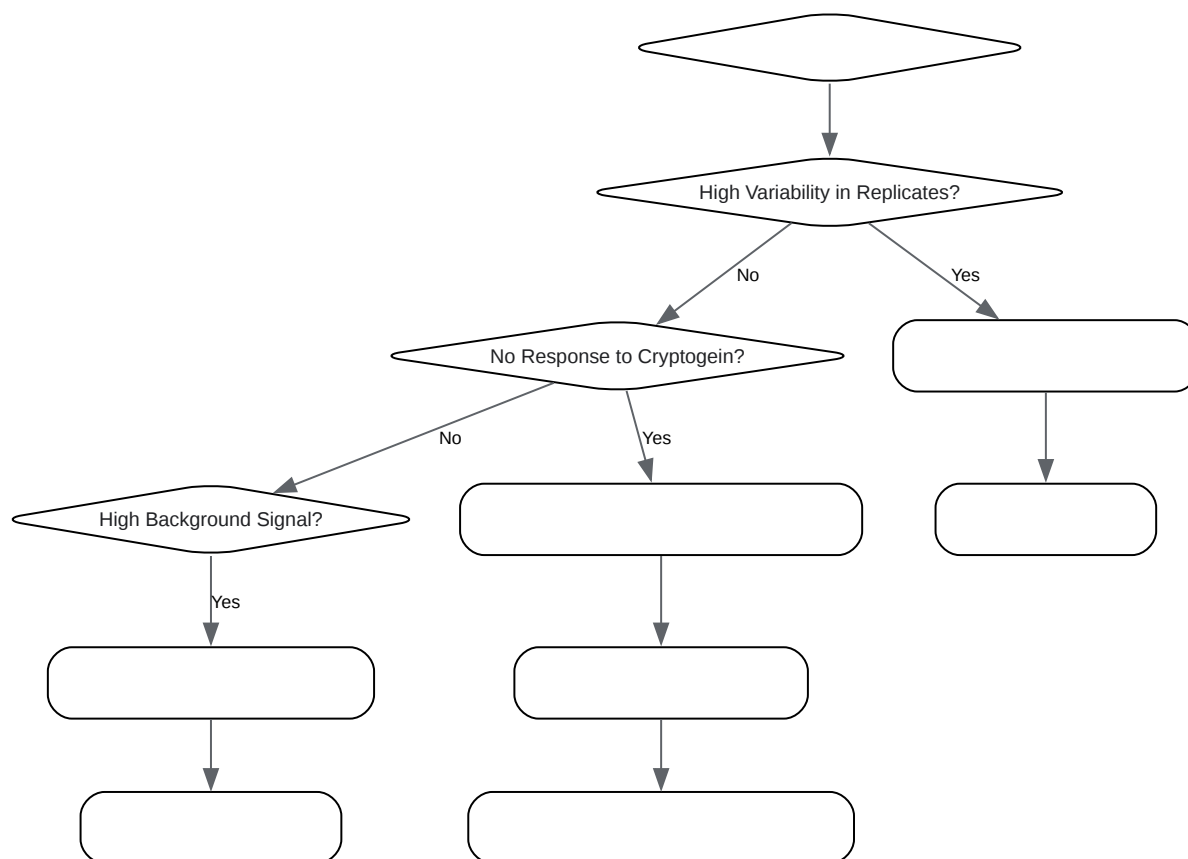 High Variability in Replicates?
No
Yes
No Response to Cryptogein?
No
Yes
High Background Signal?
Yes